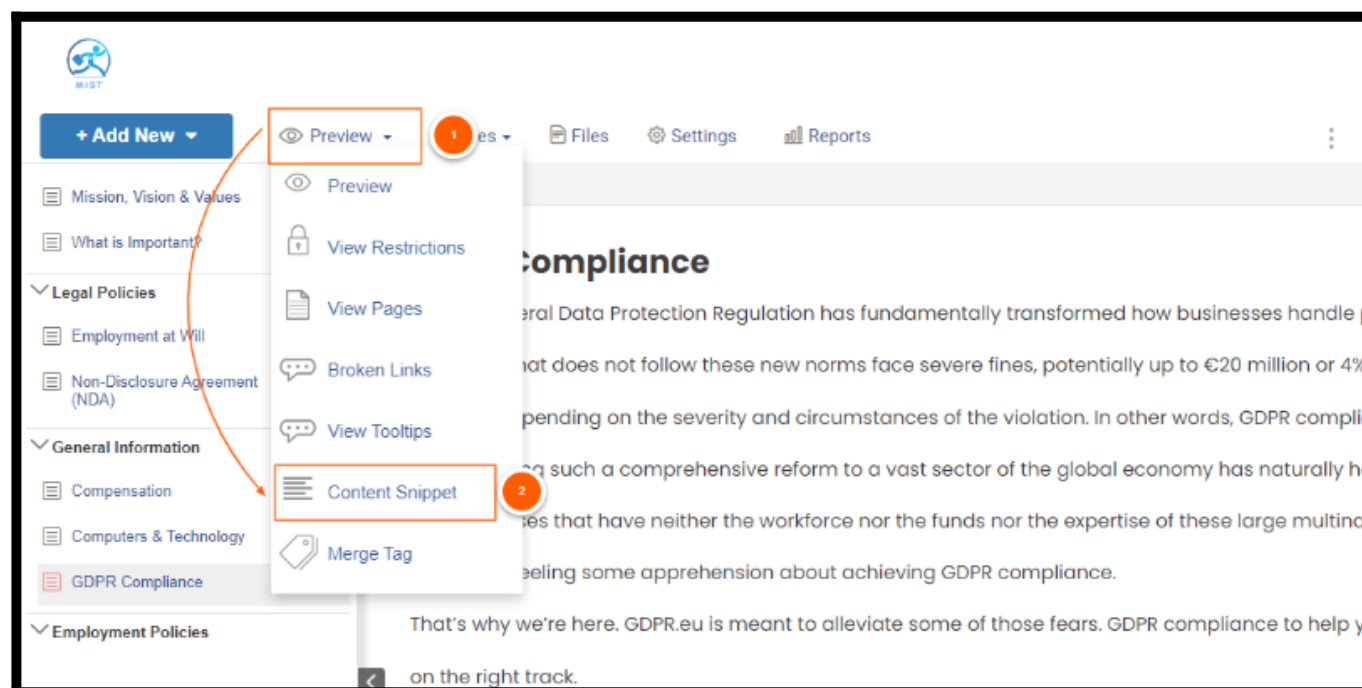 MIST
+ Add New
Preview
1
es
Files
Settings
Reports
Mission, Vision & Values
What is Important?
Legal Policies
Employment at Will
Non-Disclosure Agreement
(NDA)
General Information
Compensation
Computers & Technology
GDPR Compliance
Employment Policies
Preview
View Restrictions
View Pages
Broken Links
View Tooltips
Content Snippet
2
Merge Tag
Compliance
eral Data Protection Regulation has fundamentally transformed how businesses handle
hat does not follow these new norms face severe fines, potentially up to €20 million or 4%
pending on the severity and circumstances of the violation. In other words, GDPR compli
such a comprehensive reform to a vast sector of the global economy has naturally h
ses that have neither the workforce nor the funds nor the expertise of these large multina
eeling some apprehension about achieving GDPR compliance.
That's why we're here. GDPR.eu is meant to alleviate some of those fears. GDPR compliance to help y
on the right track.